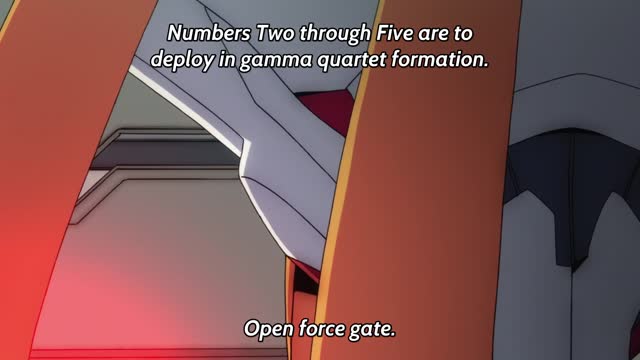 Numbers Two through Five are to
deploy in gamma quartet formation.
Open force gate.